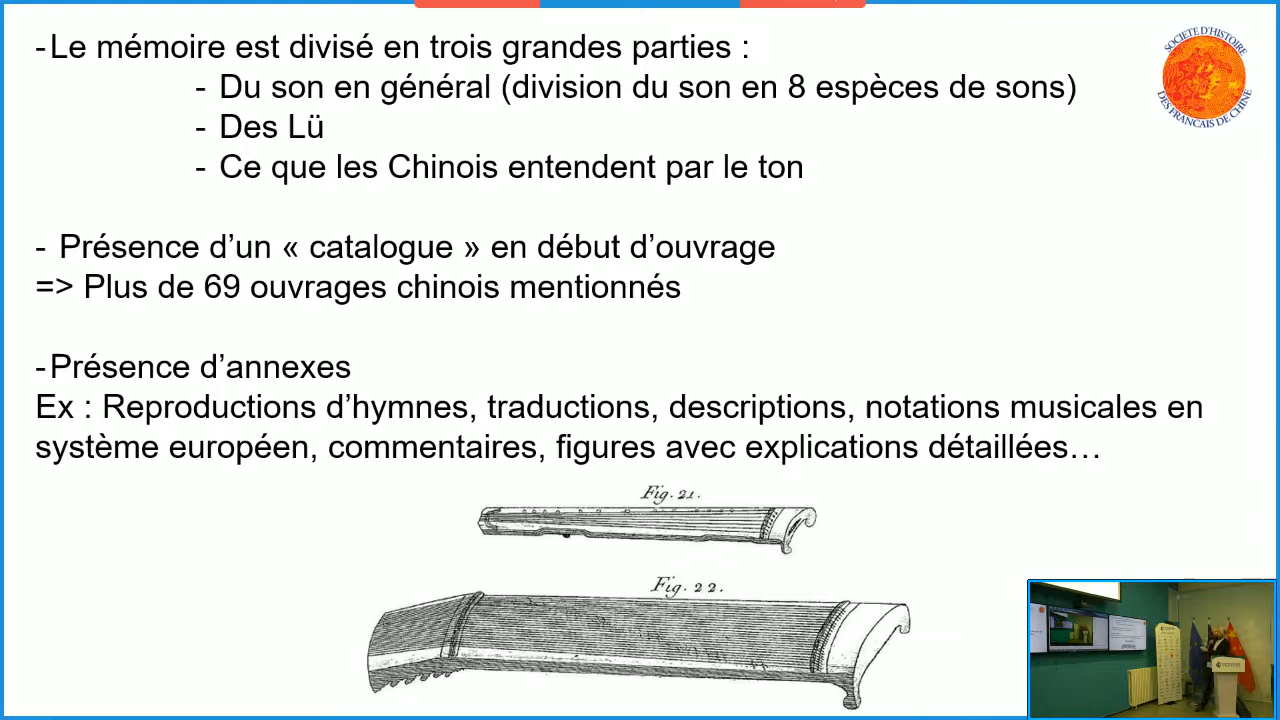 -Le mémoire est divisé en trois grandes parties :
- Du son en général (division du son en 8 espèces de sons)
- Des Lü
- Ce que les Chinois entendent par le ton
- Présence d’un « catalogue » en début d’ouvrage
=> Plus de 69 ouvrages chinois mentionnés
-Présence d’annexes
Ex : Reproductions d’hymnes, traductions, descriptions, notations musicales en
système européen, commentaires, figures avec explications détaillées…
Fig. 21.
Fig. 22.
SOCIETE D'HISTOIRE
DES FRANCAIS DE CHINE